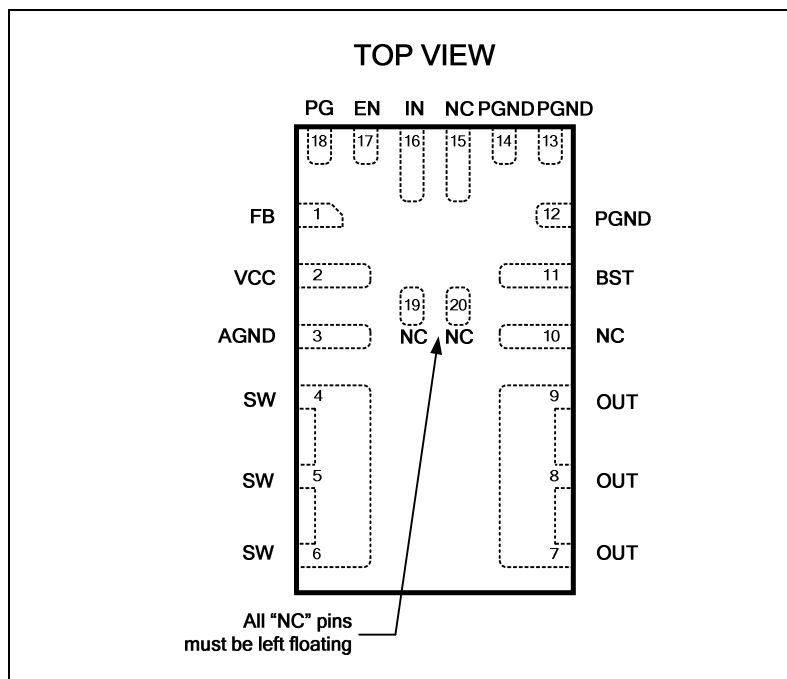 TOP VIEW
PG EN IN NC PGND PGND
18 17 16 15 14 13
FB 1 12 PGND
VCC 2 11 BST
19 20
AGND 3 NC NC 10 NC
SW 4 9 OUT
SW 5 8 OUT
SW 6 7 OUT
All “NC” pins
must be left floating